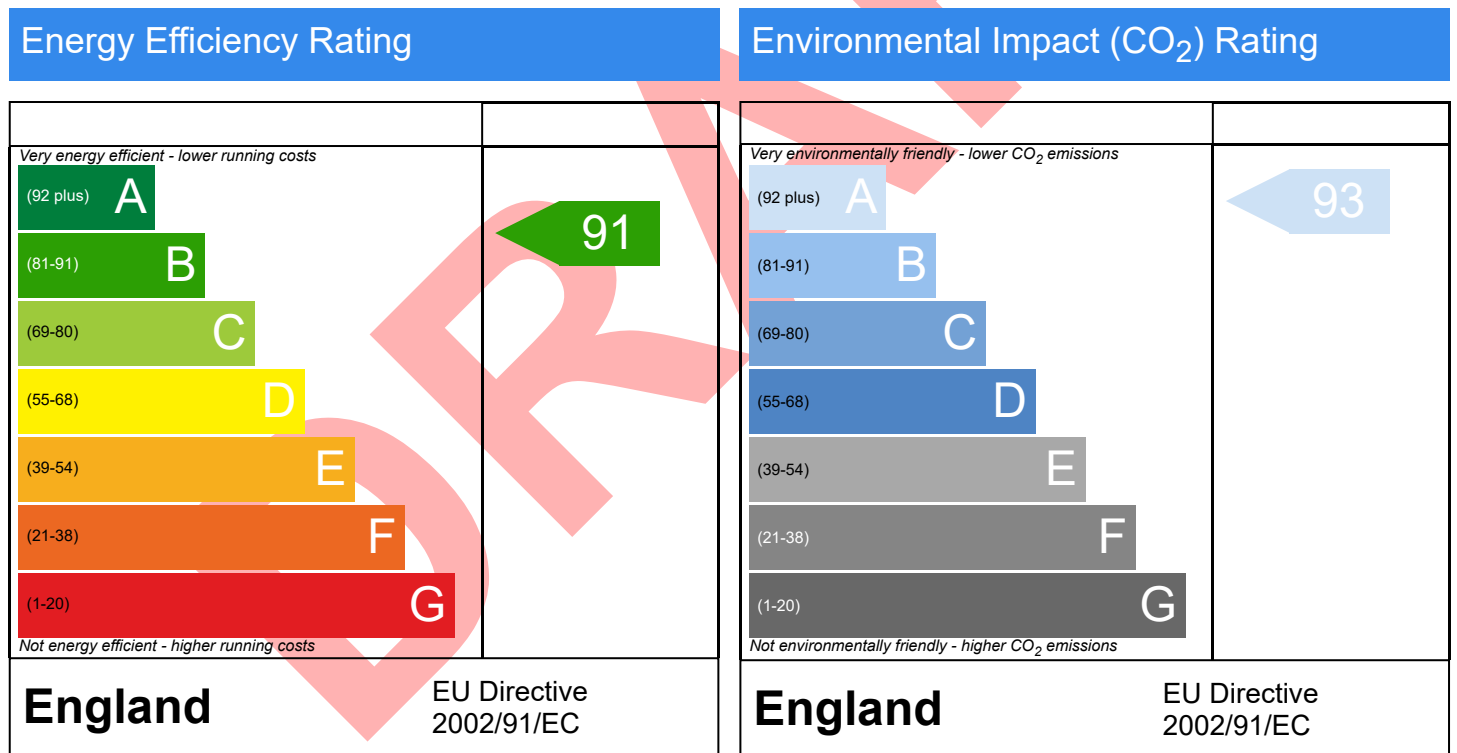 Energy Efficiency Rating
Very energy efficient - lower running costs
(92 plus) A
(81-91) B
91
(69-80) C
(55-68) D
(39-54) E
(21-38) F
(1-20) G
Not energy efficient - higher running costs
England
EU Directive
2002/91/EC
Environmental Impact (CO2) Rating
Very environmentally friendly - lower CO2 emissions
(92 plus) A
93
(81-91) B
(69-80) C
(55-68) D
(39-54) E
(21-38) F
(1-20) G
Not environmentally friendly - higher CO2 emissions
England
EU Directive
2002/91/EC